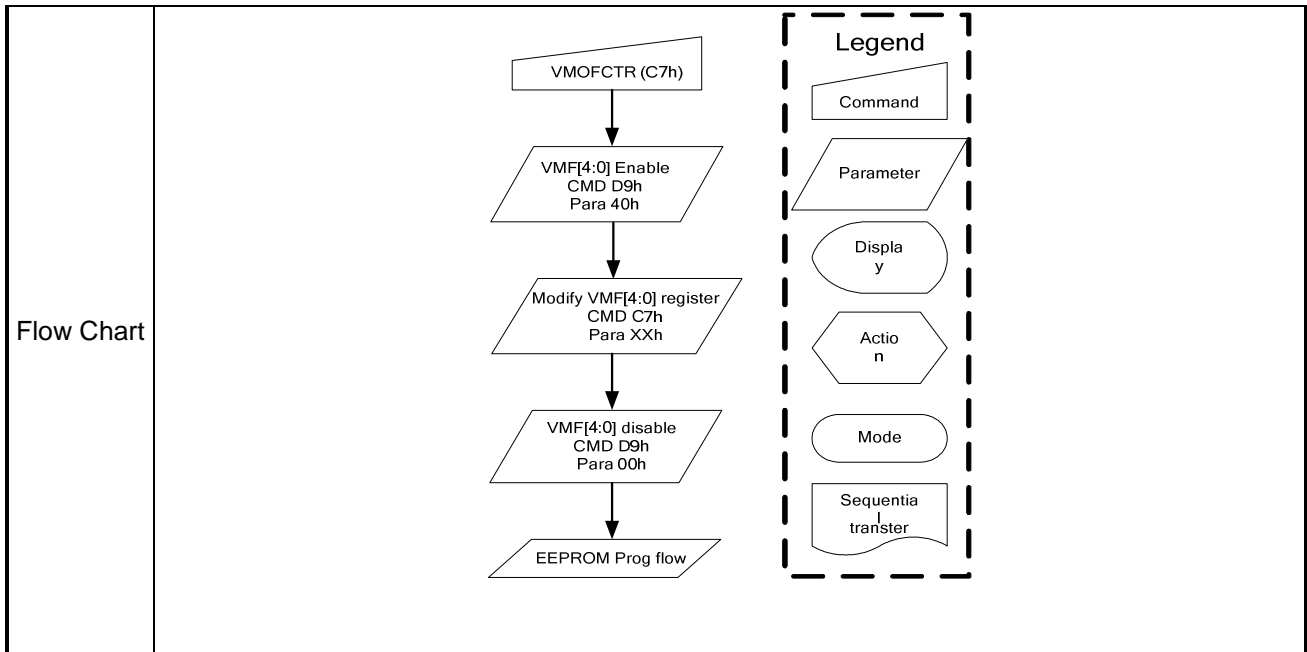 Flow Chart
VMOFCTR (C7h)
VMF[4:0] Enable
CMD D9h
Para 40h
Modify VMF[4:0] register
CMD C7h
Para XXh
VMF[4:0] disable
CMD D9h
Para 00h
EEPROM Prog flow
Legend
Command
Parameter
Displa
y
Actio
n
Mode
Sequentia
l
transter